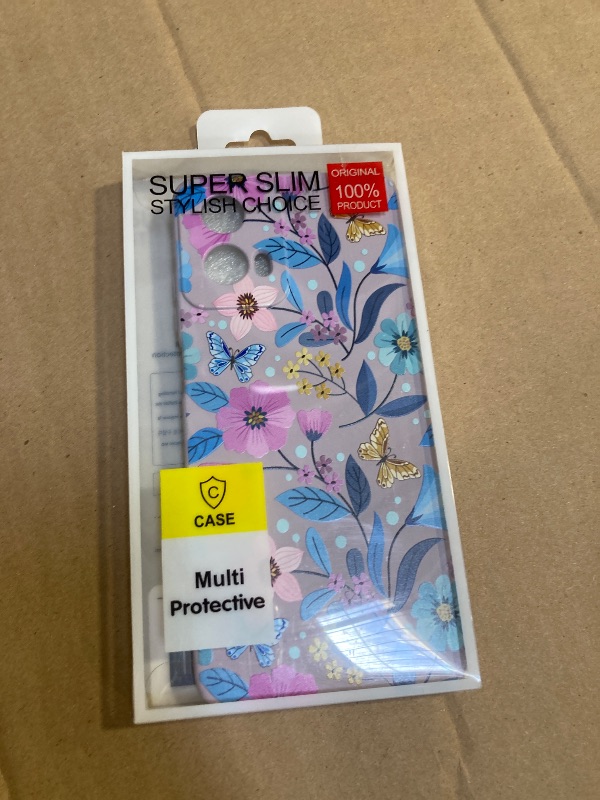 SUPER SLIM
STYLISH CHOICE
ORIGINAL
100%
PRODUCT
C
CASE
Multi
Protective